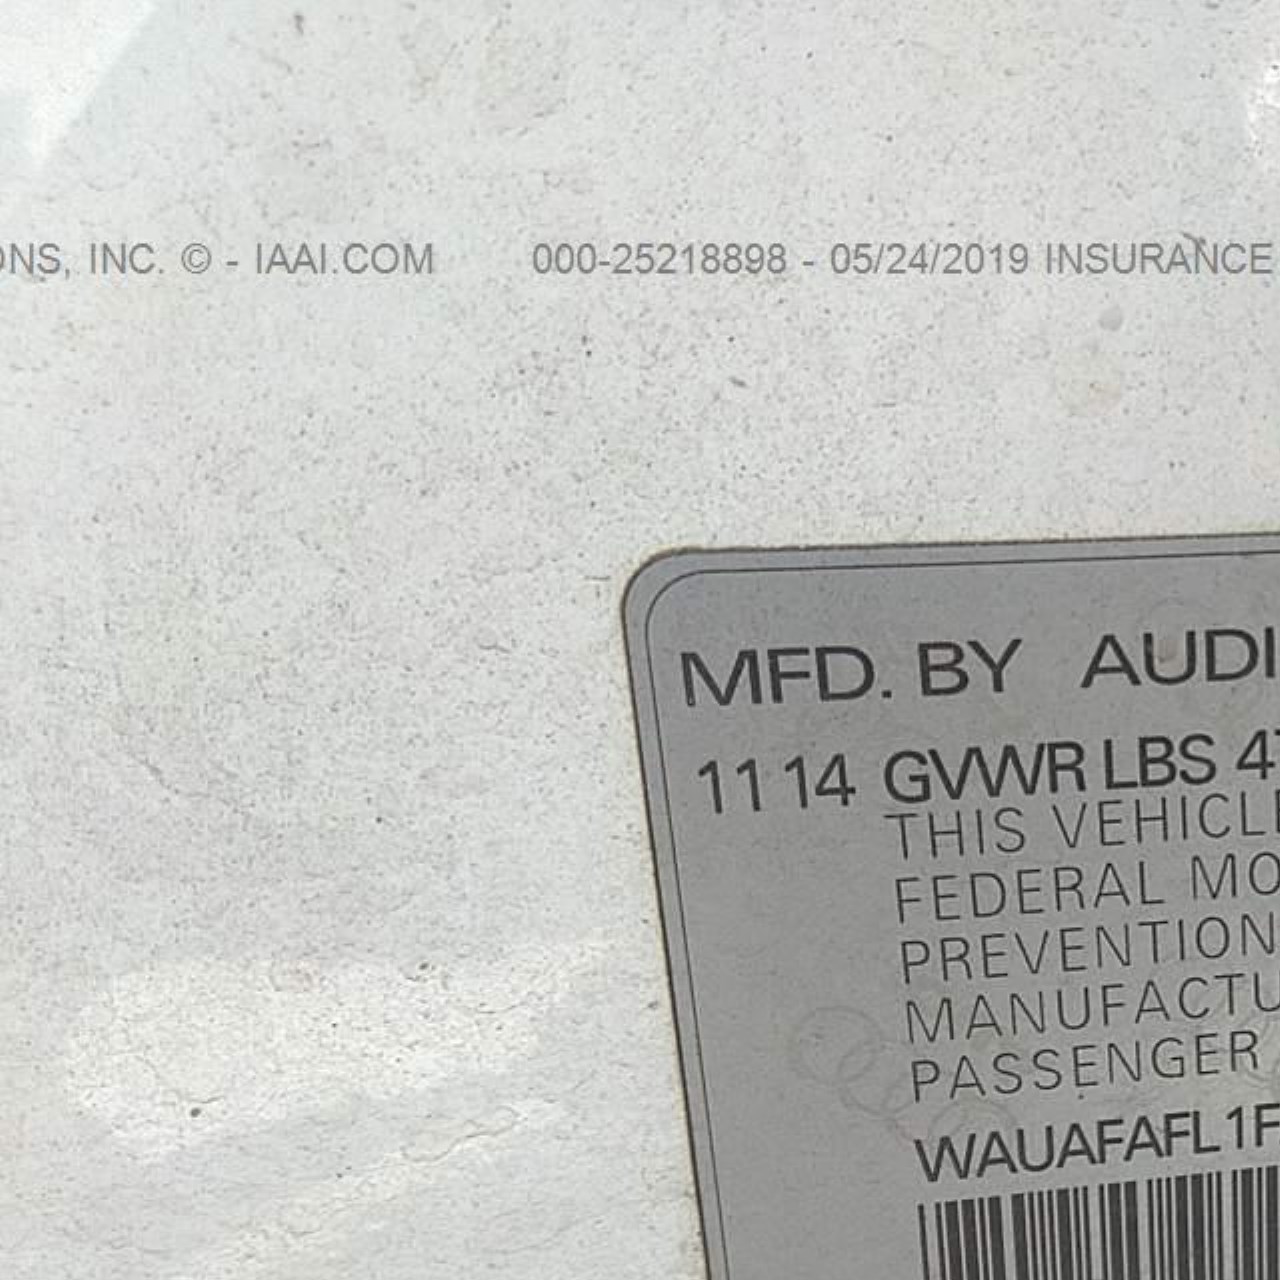 ONS, INC. © - IAAI.COM 000-25218898 - 05/24/2019 INSURANCE
MFD. BY AUDI
11 14 GVWR LBS 4
THIS VEHICLE
FEDERAL MO
PREVENTION
MANUFACTU
PASSENGER
WAUAFAFL1F